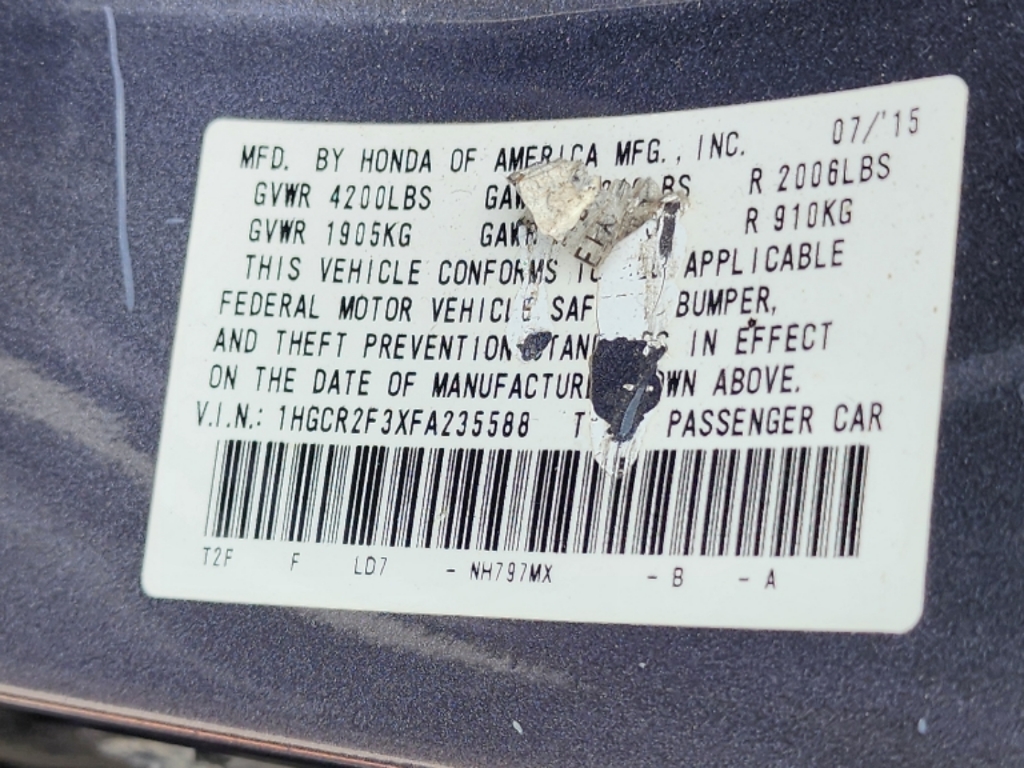 07/'15
MFD. BY HONDA OF AMERICA MFG., INC.
GVWR 4200LBS R 2006LBS
GVWR 1905KG R 910KG
THIS VEHICLE CONFORMS APPLICABLE
FEDERAL MOTOR VEHICLE BUMPER,
AND THEFT PREVENTION IN EFFECT
ON THE DATE OF ABOVE.
V.I.N.: 1HGCR2F3XFA235588 PASSENGER CAR
T2F F LD7 - NH797MX - B - A